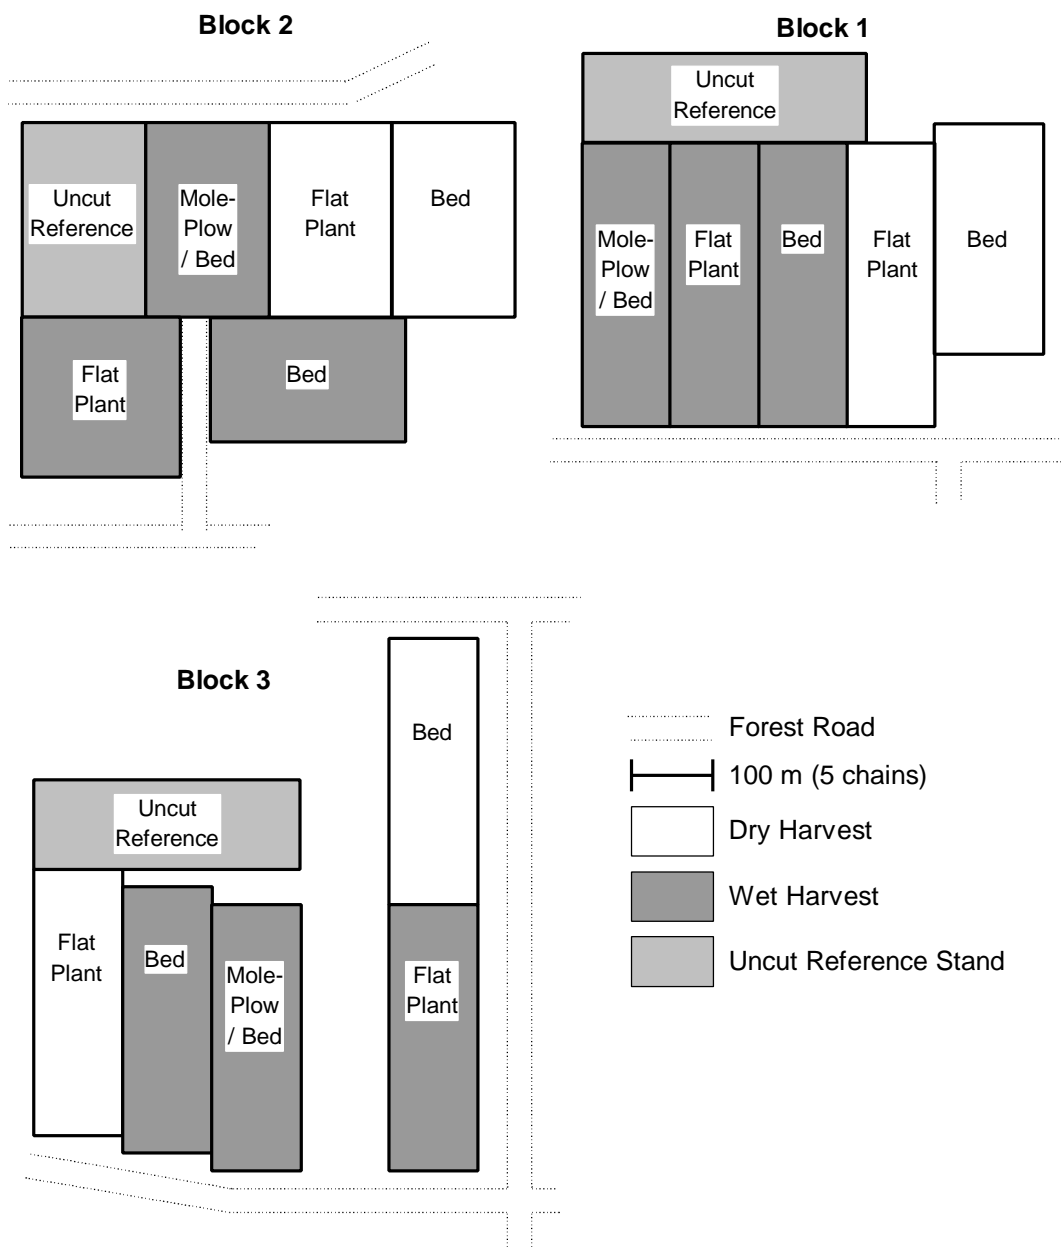 Block 2
Uncut
Reference
Mole-
Plow
/ Bed
Flat
Plant
Bed
Flat
Plant
Bed
Block 1
Uncut
Reference
Mole-
Plow
/ Bed
Flat
Plant
Bed
Flat
Plant
Bed
Block 3
Uncut
Reference
Flat
Plant
Bed
Mole-
Plow
/ Bed
Bed
Flat
Plant
Forest Road
100 m (5 chains)
Dry Harvest
Wet Harvest
Uncut Reference Stand